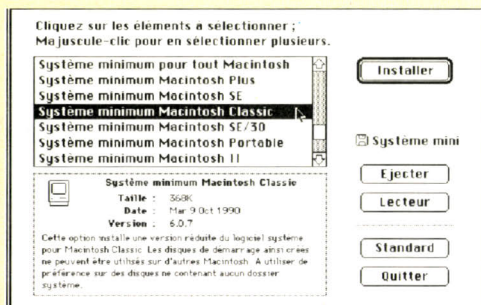 Cliquez sur les éléments à sélectionner ;
Majuscule-clic pour en sélectionner plusieurs.
Système minimum pour tout Macintosh
Système minimum Macintosh Plus
Système minimum Macintosh SE
Système minimum Macintosh Classic
Système minimum Macintosh SE/30
Système minimum Macintosh Portable
Système minimum Macintosh II
Système minimum Macintosh Classic
Taille : 368K
Date : Mar 9 Oct 1990
Version : 6.0.7
Cette option installe une version réduite du logiciel système
pour Macintosh Classic. Les disques de démarrage ainsi créés
ne peuvent être utilisés sur d'autres Macintosh. A utiliser de
préférence sur des disques ne contenant aucun dossier
système.
Installer
Système mini
Ejecter
Lecteur
Standard
Quitter